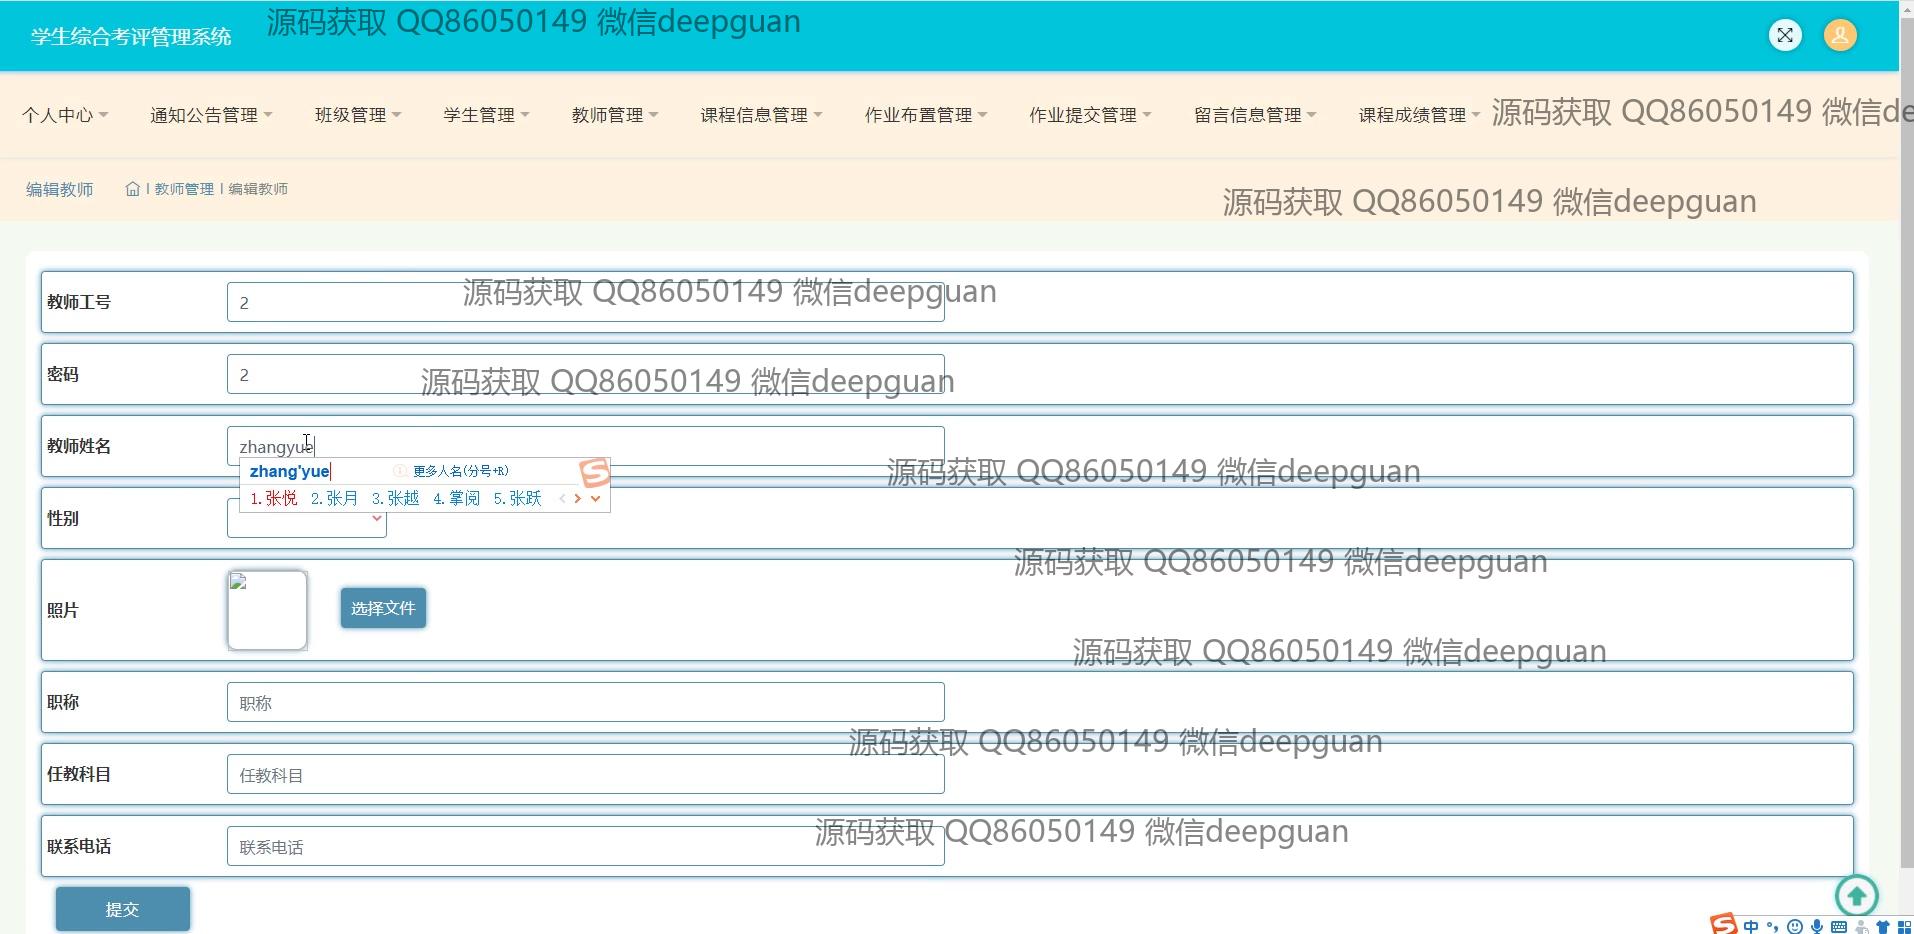 学生综合考评管理系统
源码获取 QQ86050149 微信deepguan
个人中心 通知公告管理 班级管理 学生管理 教师管理 课程信息管理 作业布置管理 作业提交管理 留言信息管理 课程成绩管理
源码获取 QQ86050149 微信de
编辑教师 | 教师管理 | 编辑教师
源码获取 QQ86050149 微信deepguan
教师工号 2
源码获取 QQ86050149 微信deepguan
密码 2
源码获取 QQ86050149 微信deepguan
教师姓名 zhangyue
zhang'yue 更多人名(分号+R)
源码获取 QQ86050149 微信deepguan
1.张悦 2.张月 3.张越 4.掌阅 5.张跃
性别
源码获取 QQ86050149 微信deepguan
照片 选择文件
源码获取 QQ86050149 微信deepguan
职称 职称
源码获取 QQ86050149 微信deepguan
任教科目 任教科目
源码获取 QQ86050149 微信deepguan
联系电话 联系电话
提交
中